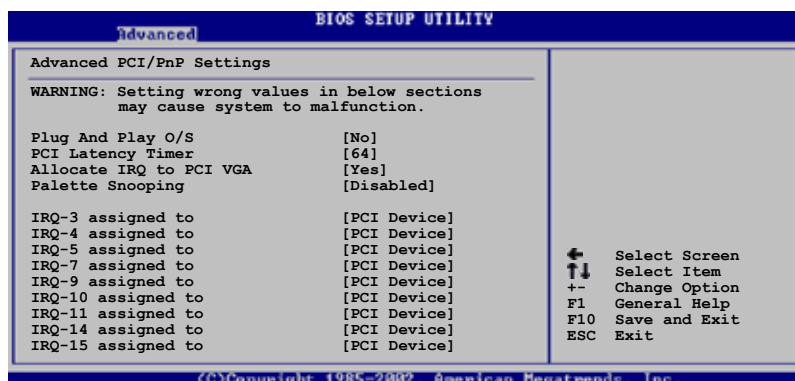 BIOS SETUP UTILITY
Advanced
Advanced PCI/PnP Settings
WARNING: Setting wrong values in below sections
may cause system to malfunction.
Plug And Play O/S [No]
PCI Latency Timer [64]
Allocate IRQ to PCI VGA [Yes]
Palette Snooping [Disabled]
IRQ-3 assigned to [PCI Device]
IRQ-4 assigned to [PCI Device]
IRQ-5 assigned to [PCI Device]
IRQ-7 assigned to [PCI Device]
IRQ-9 assigned to [PCI Device]
IRQ-10 assigned to [PCI Device]
IRQ-11 assigned to [PCI Device]
IRQ-14 assigned to [PCI Device]
IRQ-15 assigned to [PCI Device]
← Select Screen
↑↓ Select Item
+- Change Option
F1 General Help
F10 Save and Exit
ESC Exit
(C)Copyright 1985-2002, American Megatrends, Inc.